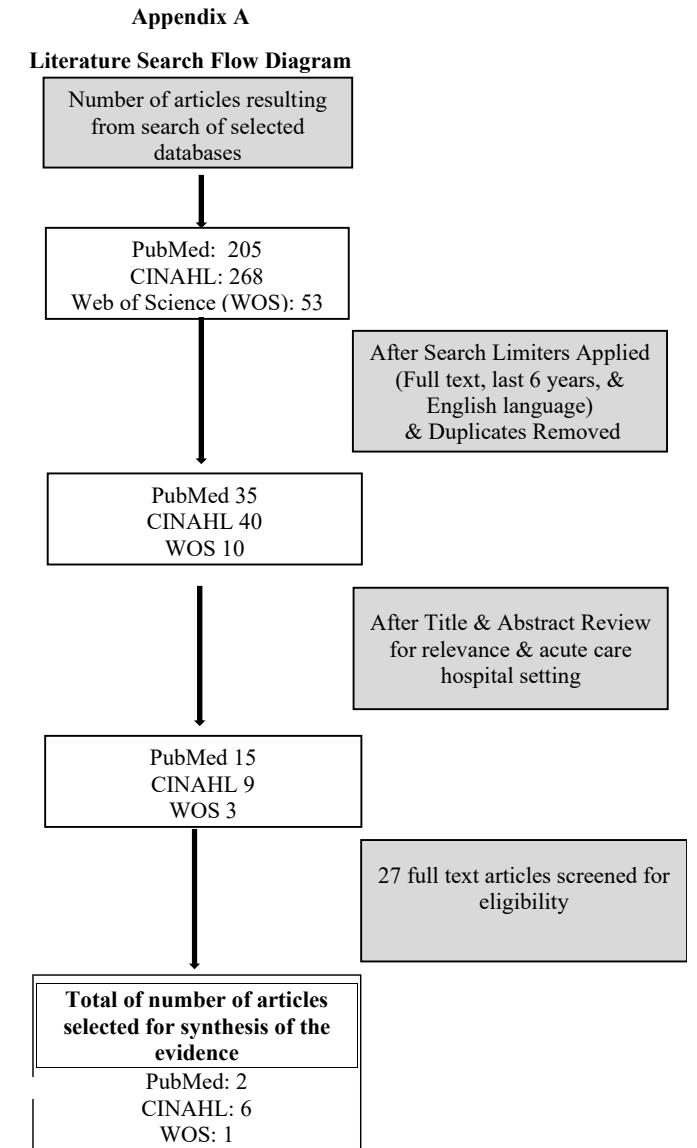 Appendix A
Literature Search Flow Diagram
Number of articles resulting
from search of selected
databases
PubMed: 205
CINAHL: 268
Web of Science (WOS): 53
After Search Limiters Applied
(Full text, last 6 years, &
English language)
& Duplicates Removed
PubMed 35
CINAHL 40
WOS 10
After Title & Abstract Review
for relevance & acute care
hospital setting
PubMed 15
CINAHL 9
WOS 3
27 full text articles screened for
eligibility
Total of number of articles
selected for synthesis of the
evidence
PubMed: 2
CINAHL: 6
WOS: 1